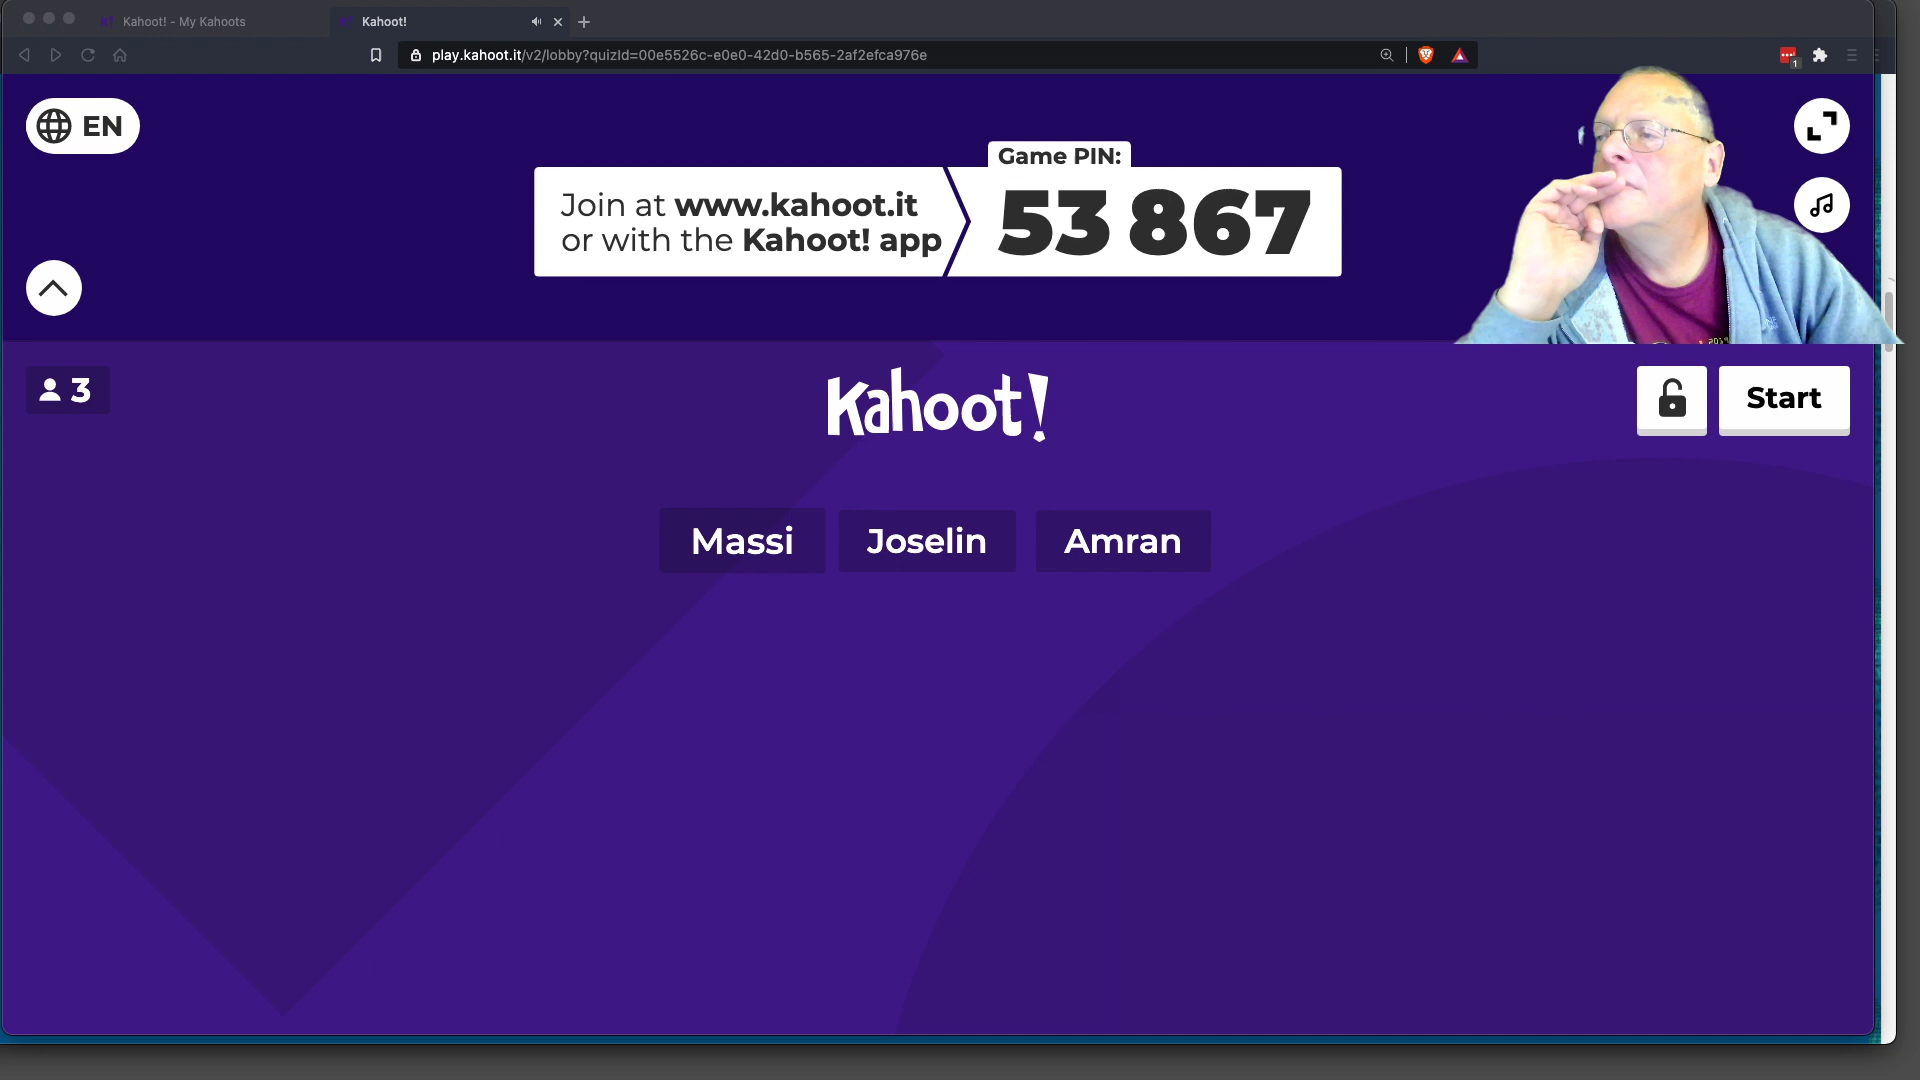 Kahoot! - My Kahoots
Kahoot!
play.kahoot.it/v2/lobby?quizId=00e5526c-e0e0-42d0-b565-2af2efca976e
1
EN
Game PIN:
Join at www.kahoot.it
or with the Kahoot! app
53 867
3
Kahoot!
Start
Massi
Joselin
Amran